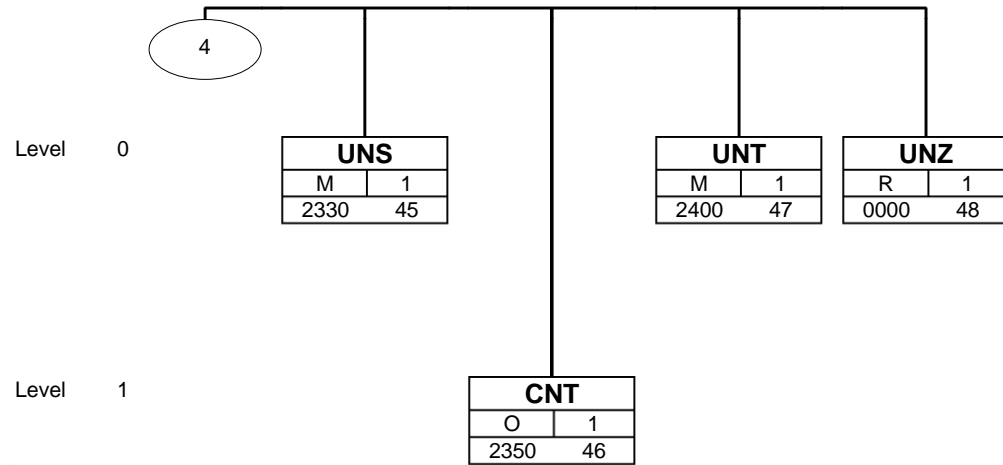 4
Level 0
UNS UNT UNZ
M 1 M 1 R 1
2330 45 2400 47 0000 48
Level 1
CNT
O 1
2350 46